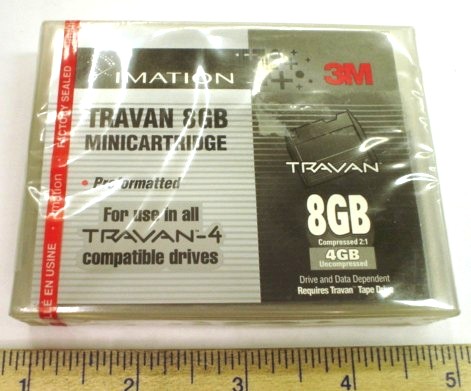 IMATION
3M
TRAVAN 8GB
MINICARTRIDGE
• Preformatted
For use in all
TRAVAN-4
compatible drives
TRAVAN
8GB
Compressed 2:1
4GB
Uncompressed
Drive and Data Dependent
Requires Travan Tape Drive
FACTORY SEALED
imation
LÉ EN USINE
1 2 3 4 5